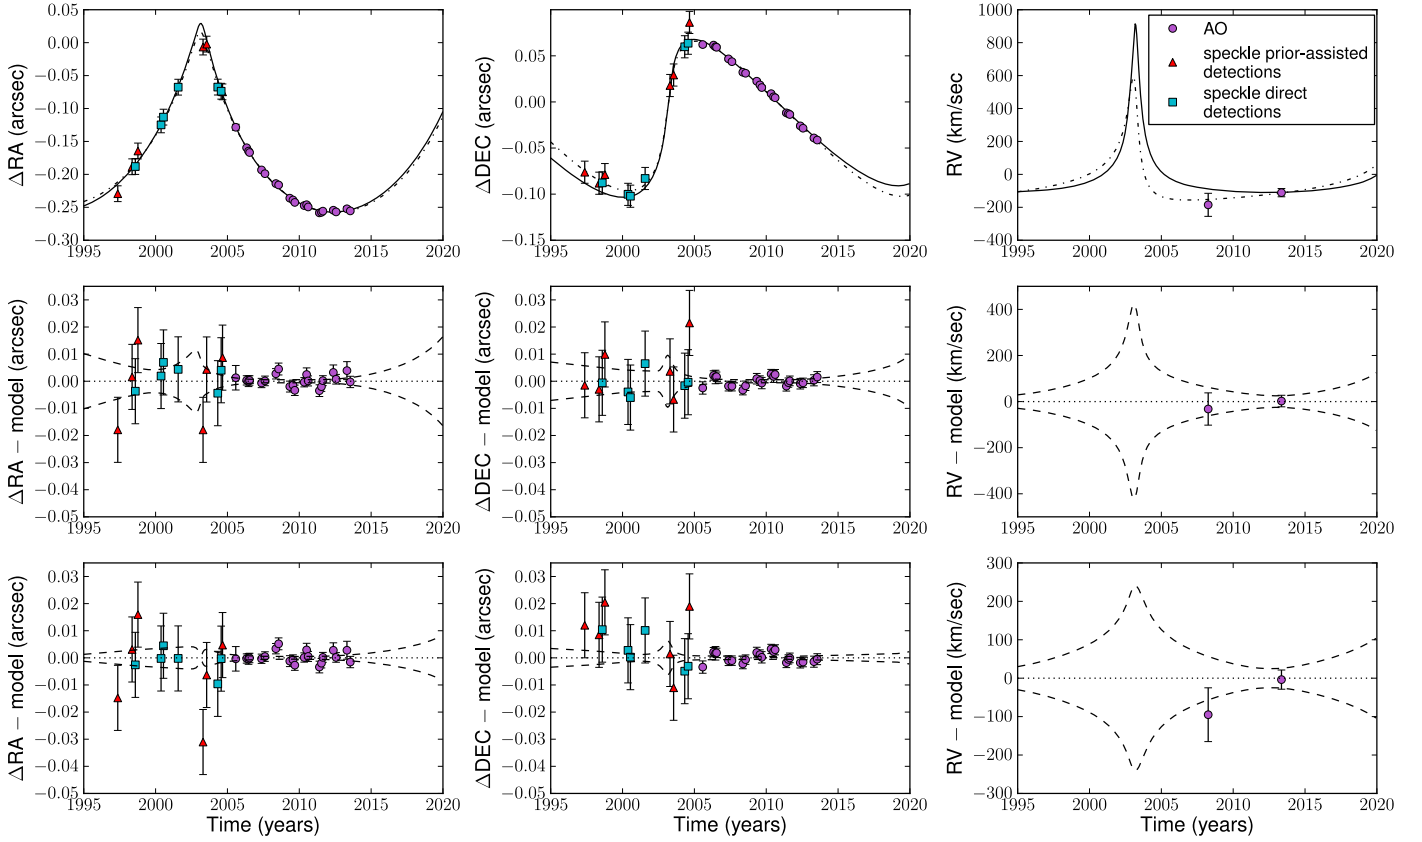 0.05
0.00
−0.05
−0.10
−0.15
−0.20
−0.25
−0.30
1995 2000 2005 2010 2015 2020
ΔRA (arcsec)
0.05
0.00
−0.05
−0.10
−0.15
1995 2000 2005 2010 2015 2020
ΔDEC (arcsec)
1000
800
600
400
200
0
−200
−400
1995 2000 2005 2010 2015 2020
RV (km/sec)
AO
speckle prior-assisted
detections
speckle direct
detections
0.03
0.02
0.01
0.00
−0.01
−0.02
−0.03
−0.04
−0.05
1995 2000 2005 2010 2015 2020
ΔRA − model (arcsec)
0.03
0.02
0.01
0.00
−0.01
−0.02
−0.03
−0.04
−0.05
1995 2000 2005 2010 2015 2020
ΔDEC − model (arcsec)
400
200
0
−200
−400
1995 2000 2005 2010 2015 2020
RV − model (km/sec)
0.03
0.02
0.01
0.00
−0.01
−0.02
−0.03
−0.04
−0.05
1995 2000 2005 2010 2015 2020
Time (years)
ΔRA − model (arcsec)
0.03
0.02
0.01
0.00
−0.01
−0.02
−0.03
−0.04
−0.05
1995 2000 2005 2010 2015 2020
Time (years)
ΔDEC − model (arcsec)
300
200
100
0
−100
−200
−300
1995 2000 2005 2010 2015 2020
Time (years)
RV − model (km/sec)